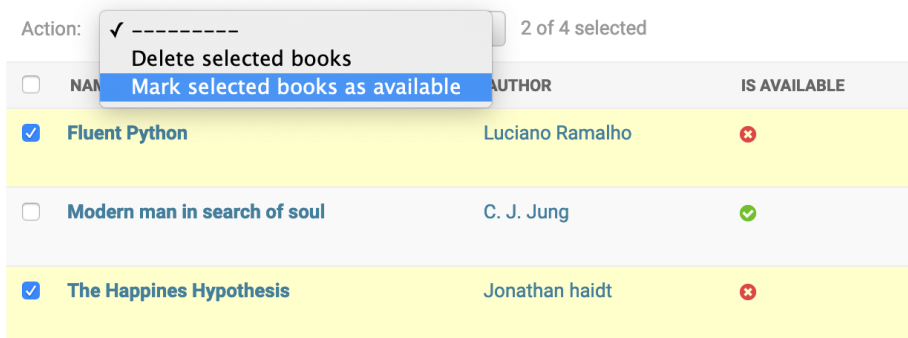 Action:
✓ ---------
2 of 4 selected
Delete selected books
Mark selected books as available
AUTHOR
IS AVAILABLE
Fluent Python
Luciano Ramalho
Modern man in search of soul
C. J. Jung
The Happines Hypothesis
Jonathan haidt